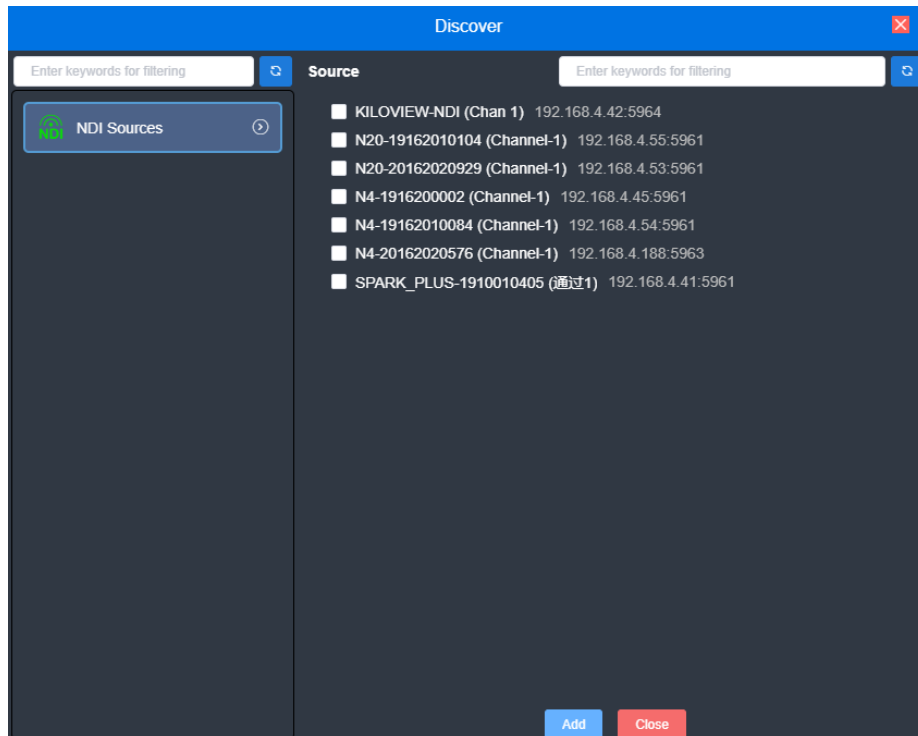 Discover
Enter keywords for filtering
Source
Enter keywords for filtering
NDI
NDI Sources
KILOVIEW-NDI (Chan 1) 192.168.4.42:5964
N20-19162010104 (Channel-1) 192.168.4.55:5961
N20-20162020929 (Channel-1) 192.168.4.53:5961
N4-1916200002 (Channel-1) 192.168.4.45:5961
N4-19162010084 (Channel-1) 192.168.4.54:5961
N4-20162020576 (Channel-1) 192.168.4.188:5963
SPARK_PLUS-1910010405 (通过1) 192.168.4.41:5961
Add
Close